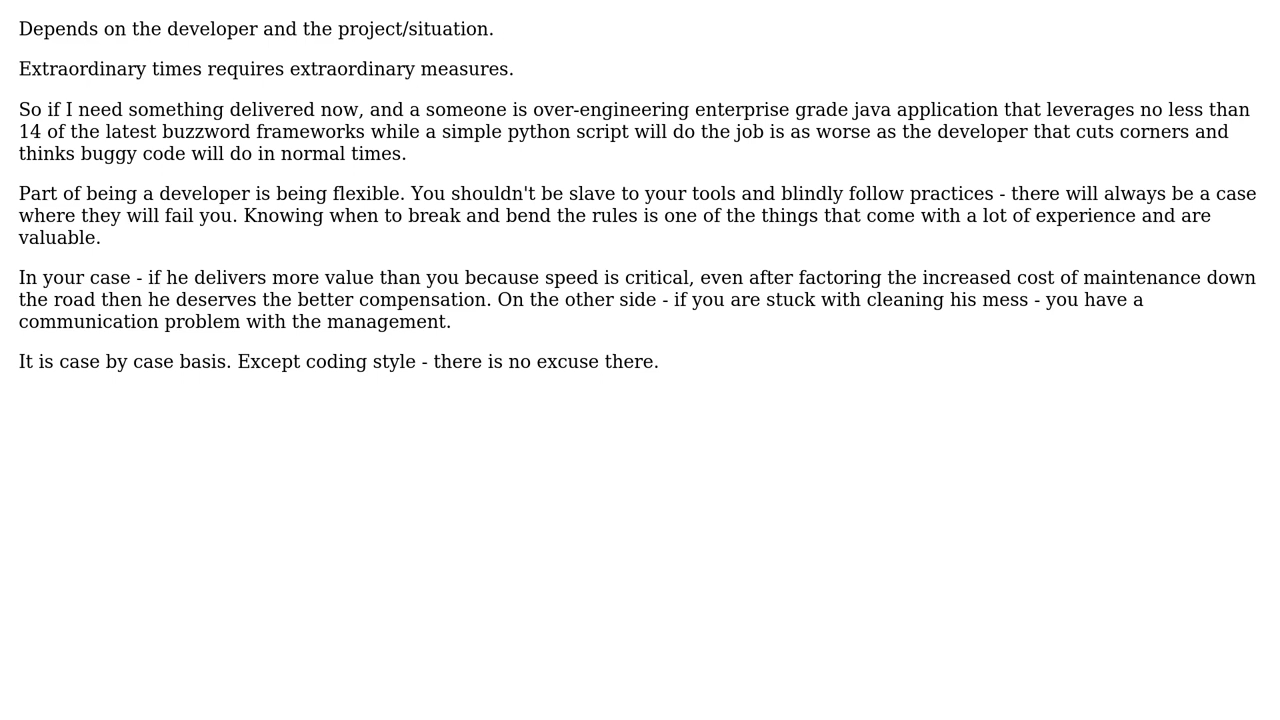 Depends on the developer and the project/situation.
Extraordinary times requires extraordinary measures.
So if I need something delivered now, and a someone is over-engineering enterprise grade java application that leverages no less than
14 of the latest buzzword frameworks while a simple python script will do the job is as worse as the developer that cuts corners and
thinks buggy code will do in normal times.
Part of being a developer is being flexible. You shouldn't be slave to your tools and blindly follow practices - there will always be a case
where they will fail you. Knowing when to break and bend the rules is one of the things that come with a lot of experience and are
valuable.
In your case - if he delivers more value than you because speed is critical, even after factoring the increased cost of maintenance down
the road then he deserves the better compensation. On the other side - if you are stuck with cleaning his mess - you have a
communication problem with the management.
It is case by case basis. Except coding style - there is no excuse there.